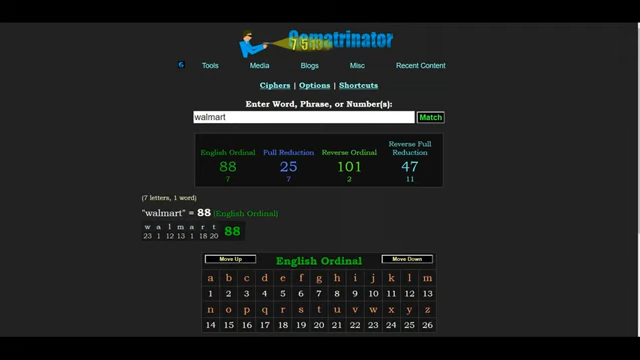 Gematrinator
7 5 13
G Tools Media Blogs Misc Recent Content
Ciphers | Options | Shortcuts
Enter Word, Phrase, or Number(s):
walmart Match
English Ordinal Full Reduction Reverse Ordinal Reverse Full Reduction
88 25 101 47
7 7 2 11
(7 letters, 1 word)
"walmart" = 88 (English Ordinal)
w a l m a r t
23 1 12 13 1 18 20 88
Move Up English Ordinal Move Down
a b c d e f g h i j k l m
1 2 3 4 5 6 7 8 9 10 11 12 13
n o p q r s t u v w x y z
14 15 16 17 18 19 20 21 22 23 24 25 26